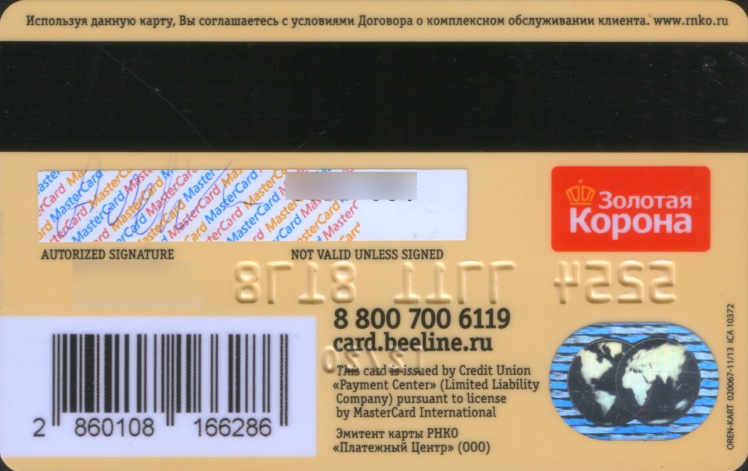 Используя данную карту, Вы соглашаетесь с условиями Договора о комплексном обслуживании клиента. www.rnko.ru
MasterCard MasterCard MasterCard
Золотая
Корона
AUTORIZED SIGNATURE NOT VALID UNLESS SIGNED
8 800 700 6119
card.beeline.ru
This card is issued by Credit Union
«Payment Center» (Limited Liability
Company) pursuant to license
by MasterCard International
Эмитент карты РНКО
«Платежный Центр» (ООО)
2 860108 166286
OREN-KART 020067-11/13 ICA 10372